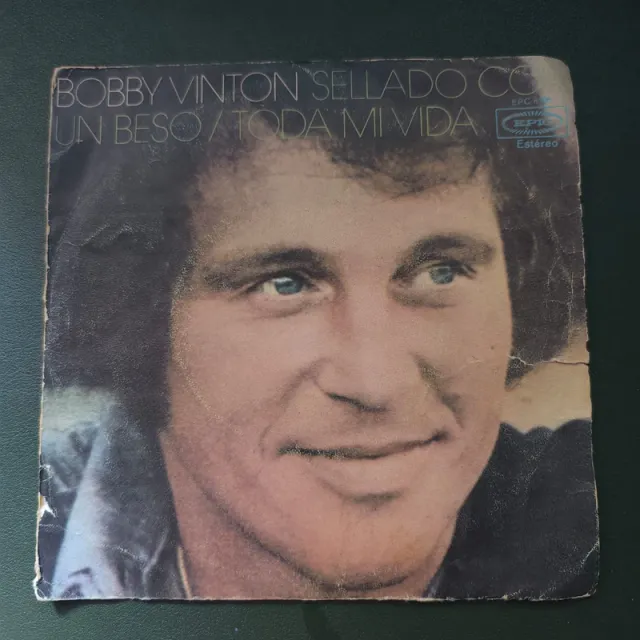 BOBBY VINTON SELLADO CO
UN BESO / TODA MI VIDA
EPIC
Estéreo